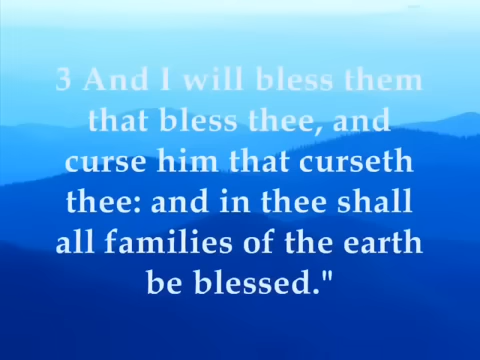 3 And I will bless them
that bless thee, and
curse him that curseth
thee: and in thee shall
all families of the earth
be blessed."